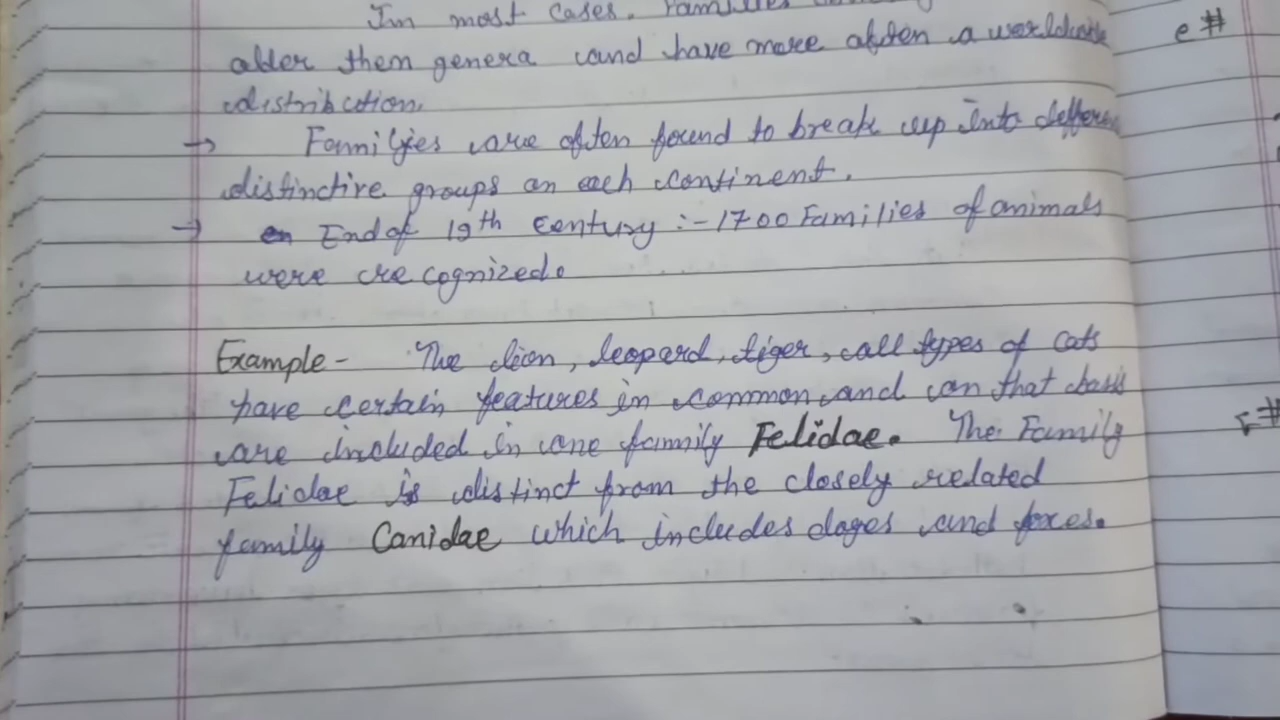 In most cases. Families
alder them genera and have more often a worldwide
distribution.
→ Families are often found to break up into
distinctive groups on each continent.
→ End of 19th Century :- 1700 Families of animals
were recognized.
Example- The lion, leopard, tiger, all types of cats
have certain features in common and on that basis
are included in one family Felidae. The Family
Felidae is distinct from the closely related
family Canidae which includes doges and foxes.
e #
#